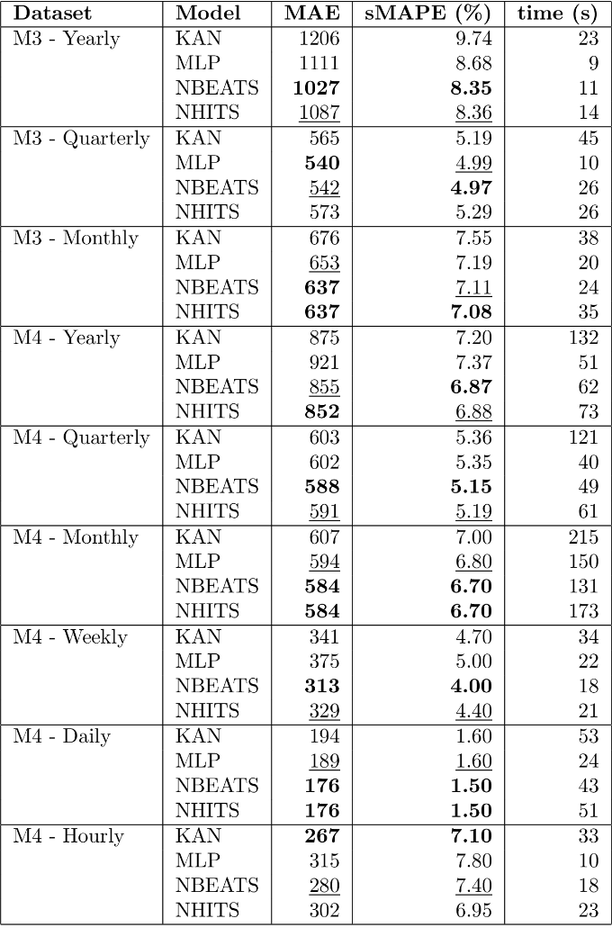 Dataset Model MAE sMAPE (%) time (s)
M3 - Yearly KAN 1206 9.74 23
MLP 1111 8.68 9
NBEATS 1027 8.35 11
NHITS 1087 8.36 14
M3 - Quarterly KAN 565 5.19 45
MLP 540 4.99 10
NBEATS 542 4.97 26
NHITS 573 5.29 26
M3 - Monthly KAN 676 7.55 38
MLP 653 7.19 20
NBEATS 637 7.11 24
NHITS 637 7.08 35
M4 - Yearly KAN 875 7.20 132
MLP 921 7.37 51
NBEATS 855 6.87 62
NHITS 852 6.88 73
M4 - Quarterly KAN 603 5.36 121
MLP 602 5.35 40
NBEATS 588 5.15 49
NHITS 591 5.19 61
M4 - Monthly KAN 607 7.00 215
MLP 594 6.80 150
NBEATS 584 6.70 131
NHITS 584 6.70 173
M4 - Weekly KAN 341 4.70 34
MLP 375 5.00 22
NBEATS 313 4.00 18
NHITS 329 4.40 21
M4 - Daily KAN 194 1.60 53
MLP 189 1.60 24
NBEATS 176 1.50 43
NHITS 176 1.50 51
M4 - Hourly KAN 267 7.10 33
MLP 315 7.80 10
NBEATS 280 7.40 18
NHITS 302 6.95 23